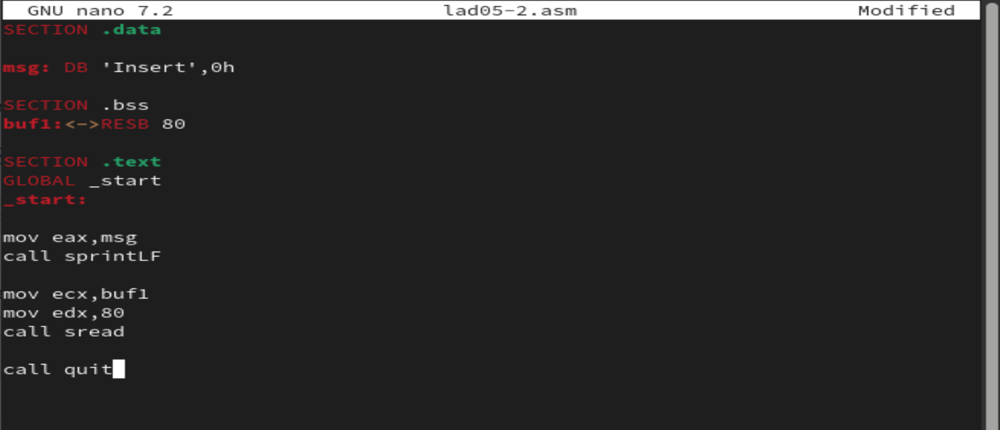 GNU nano 7.2 lad05-2.asm Modified
SECTION .data
msg: DB 'Insert',0h
SECTION .bss
buf1:<->RESB 80
SECTION .text
GLOBAL _start
_start:
mov eax,msg
call sprintLF
mov ecx,buf1
mov edx,80
call sread
call quit